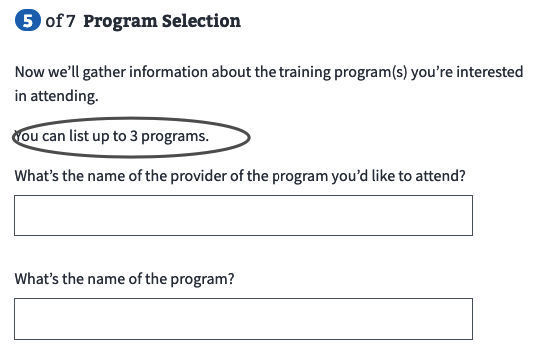 5 of 7 Program Selection
Now we’ll gather information about the training program(s) you’re interested
in attending.
You can list up to 3 programs.
What’s the name of the provider of the program you’d like to attend?
What’s the name of the program?